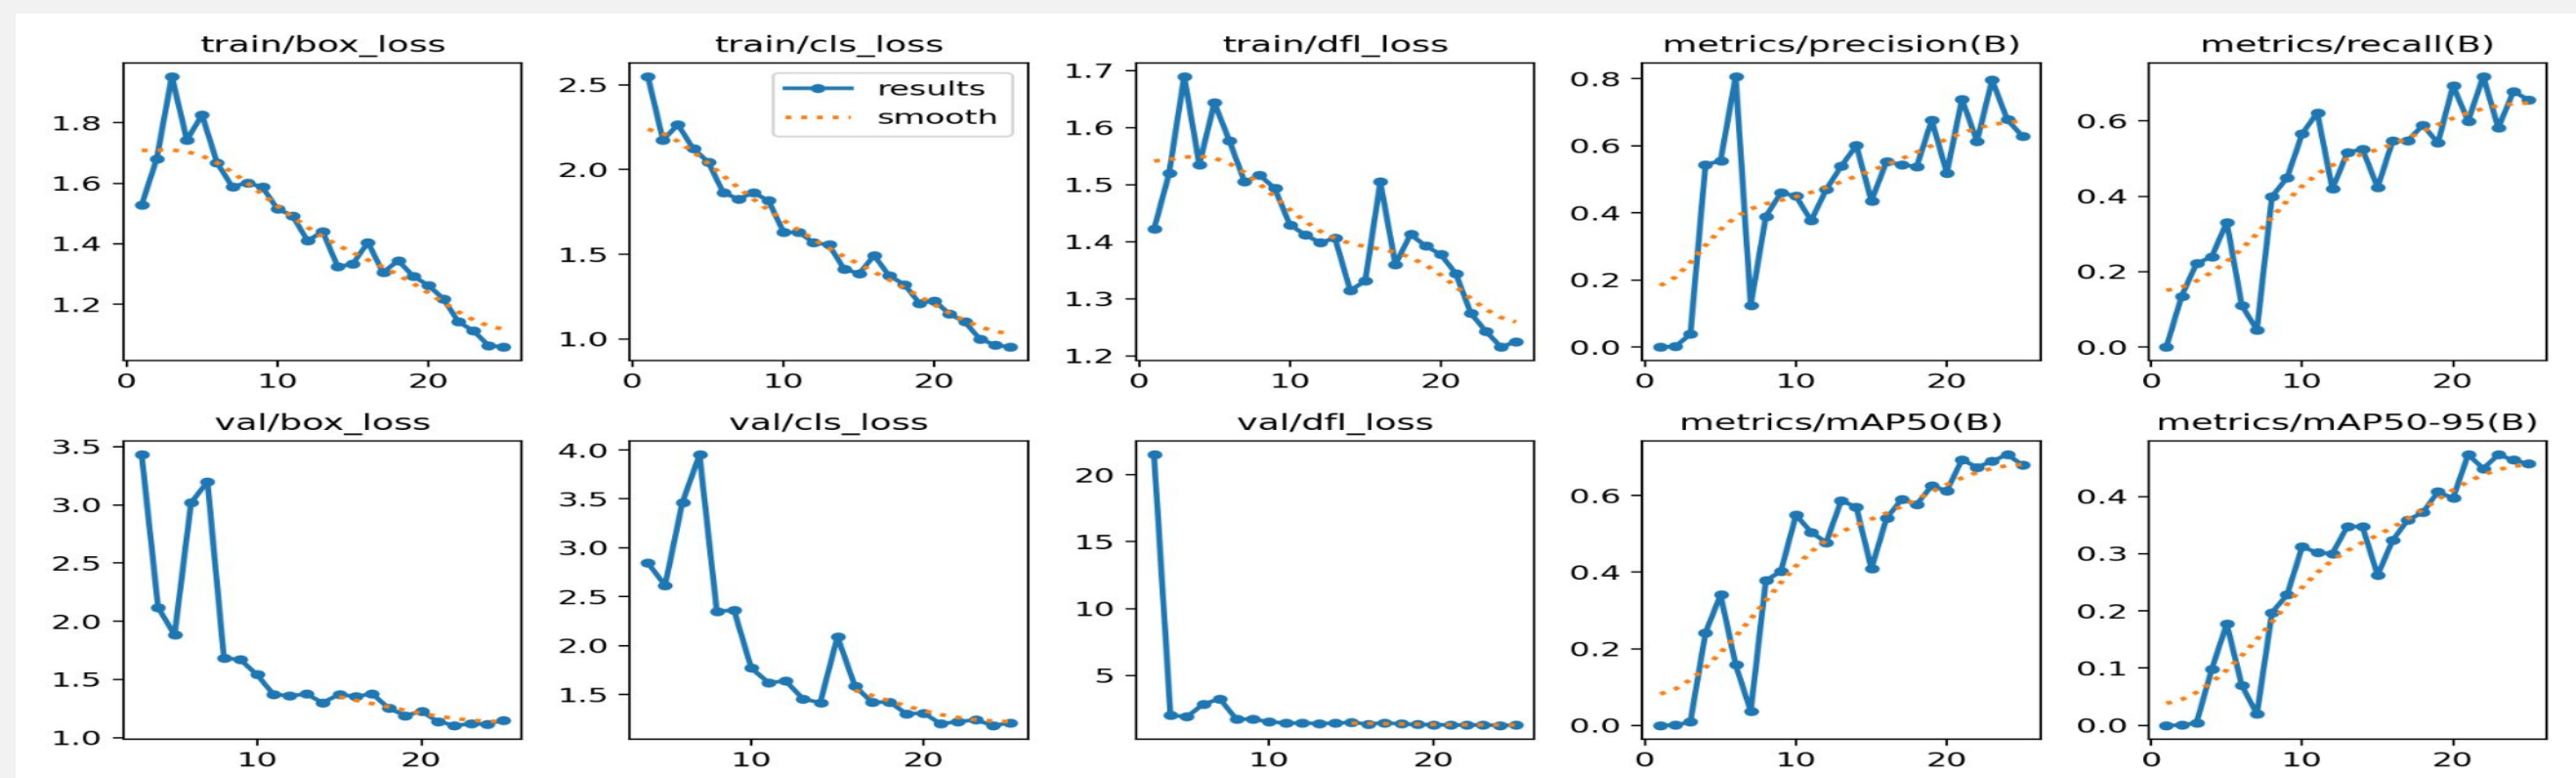 train/box_loss
1.8
1.6
1.4
1.2
0 10 20
train/cls_loss
results
smooth
2.5
2.0
1.5
1.0
0 10 20
train/dfl_loss
1.7
1.6
1.5
1.4
1.3
1.2
0 10 20
metrics/precision(B)
0.8
0.6
0.4
0.2
0.0
0 10 20
metrics/recall(B)
0.6
0.4
0.2
0.0
0 10 20
val/box_loss
3.5
3.0
2.5
2.0
1.5
1.0
10 20
val/cls_loss
4.0
3.5
3.0
2.5
2.0
1.5
10 20
val/dfl_loss
20
15
10
5
10 20
metrics/mAP50(B)
0.6
0.4
0.2
0.0
0 10 20
metrics/mAP50-95(B)
0.4
0.3
0.2
0.1
0.0
0 10 20